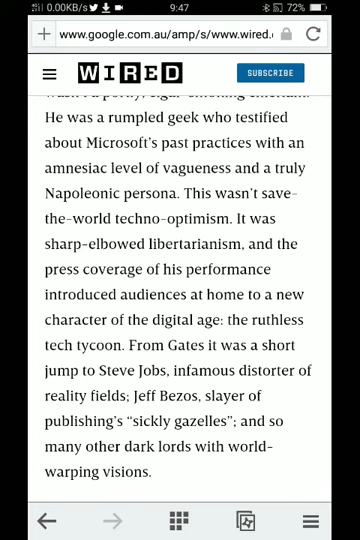 0.00KB/s 9:47 72%
www.google.com.au/amp/s/www.wired.
WIRED SUBSCRIBE
He was a rumpled geek who testified
about Microsoft's past practices with an
amnesiac level of vagueness and a truly
Napoleonic persona. This wasn't save-
the-world techno-optimism. It was
sharp-elbowed libertarianism, and the
press coverage of his performance
introduced audiences at home to a new
character of the digital age: the ruthless
tech tycoon. From Gates it was a short
jump to Steve Jobs, infamous distorter of
reality fields; Jeff Bezos, slayer of
publishing's “sickly gazelles”; and so
many other dark lords with world-
warping visions.